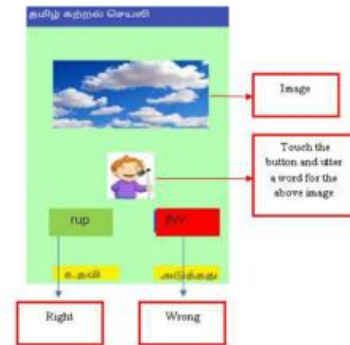 தமிழ் கற்றல் செயலி
Image
Touch the
button and utter
a word for the
above image
rup
உதவி
அடுத்தது
Right
Wrong